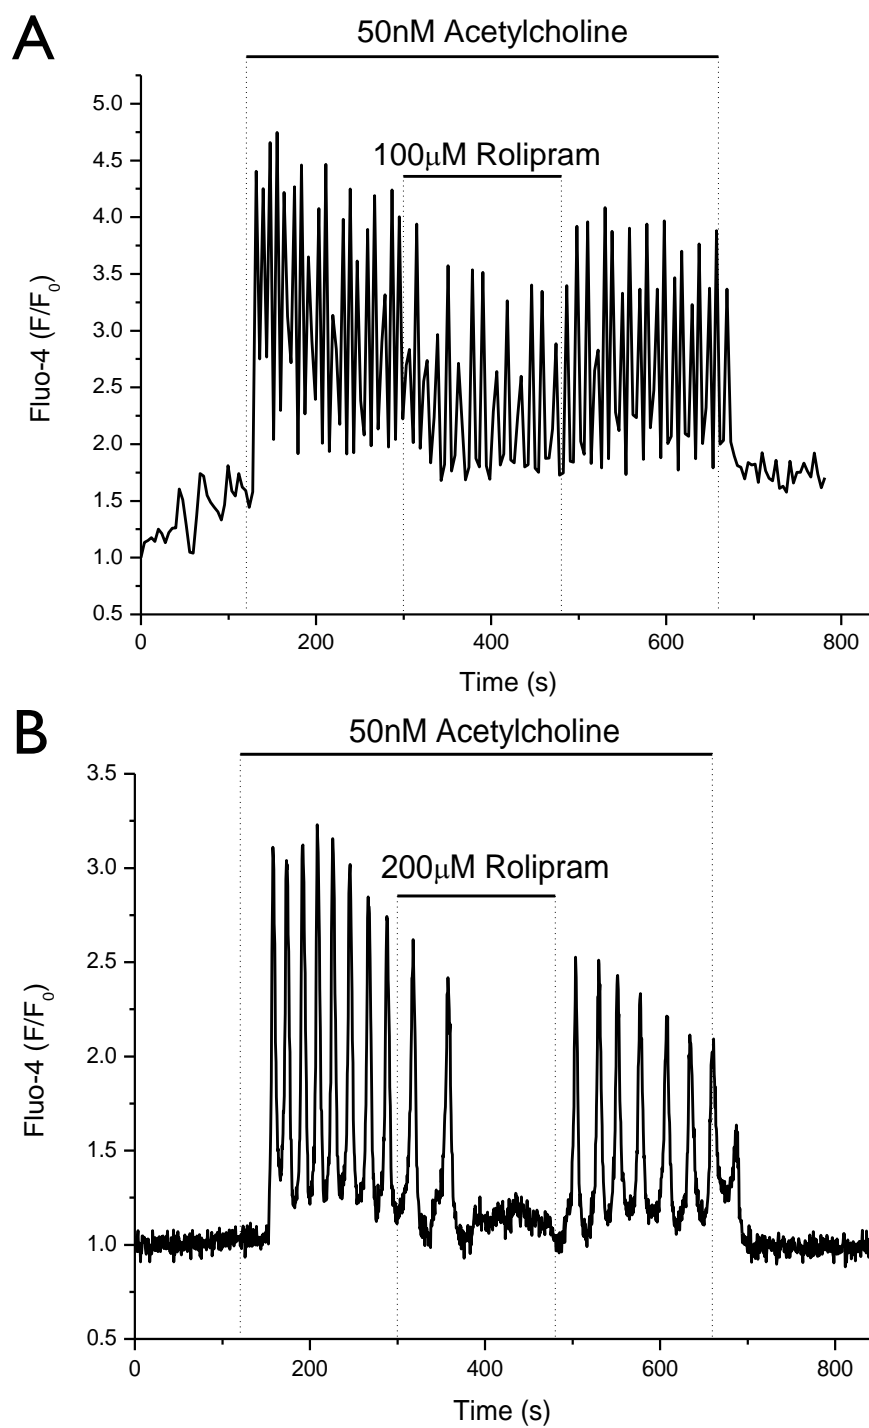 A
50nM Acetylcholine
100μM Rolipram
5.0
4.5
4.0
3.5
3.0
2.5
2.0
1.5
1.0
0.5
Fluo-4 (F/F₀)
0 200 400 600 800
Time (s)
B
50nM Acetylcholine
200μM Rolipram
3.5
3.0
2.5
2.0
1.5
1.0
0.5
Fluo-4 (F/F₀)
0 200 400 600 800
Time (s)